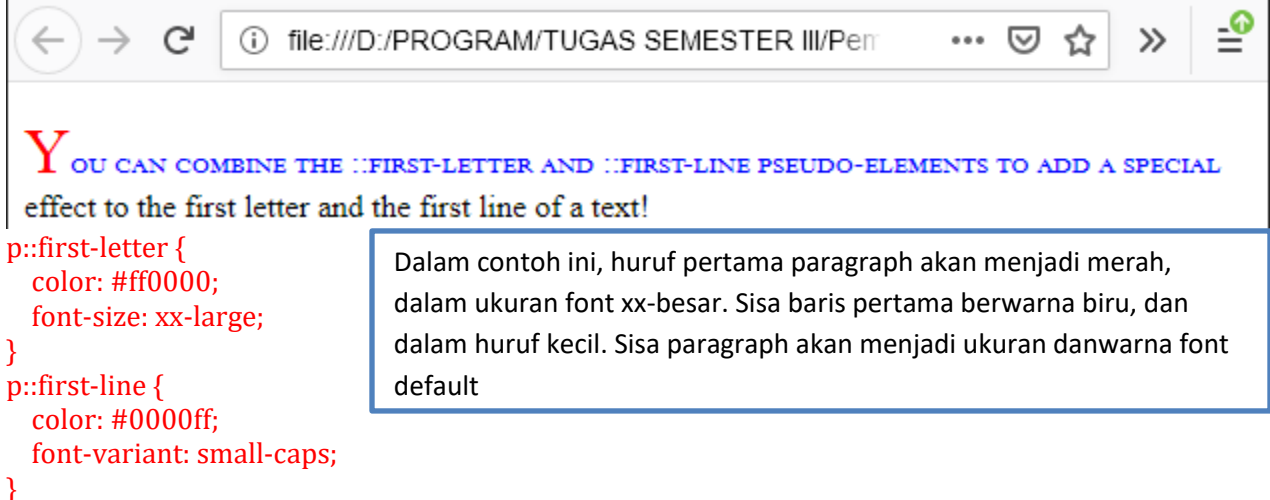 file:///D:/PROGRAM/TUGAS SEMESTER III/Pem
You can combine the ::first-letter and ::first-line pseudo-elements to add a special
effect to the first letter and the first line of a text!
p::first-letter {
color: #ff0000;
font-size: xx-large;
}
p::first-line {
color: #0000ff;
font-variant: small-caps;
}
Dalam contoh ini, huruf pertama paragraph akan menjadi merah,
dalam ukuran font xx-besar. Sisa baris pertama berwarna biru, dan
dalam huruf kecil. Sisa paragraph akan menjadi ukuran danwarna font
default